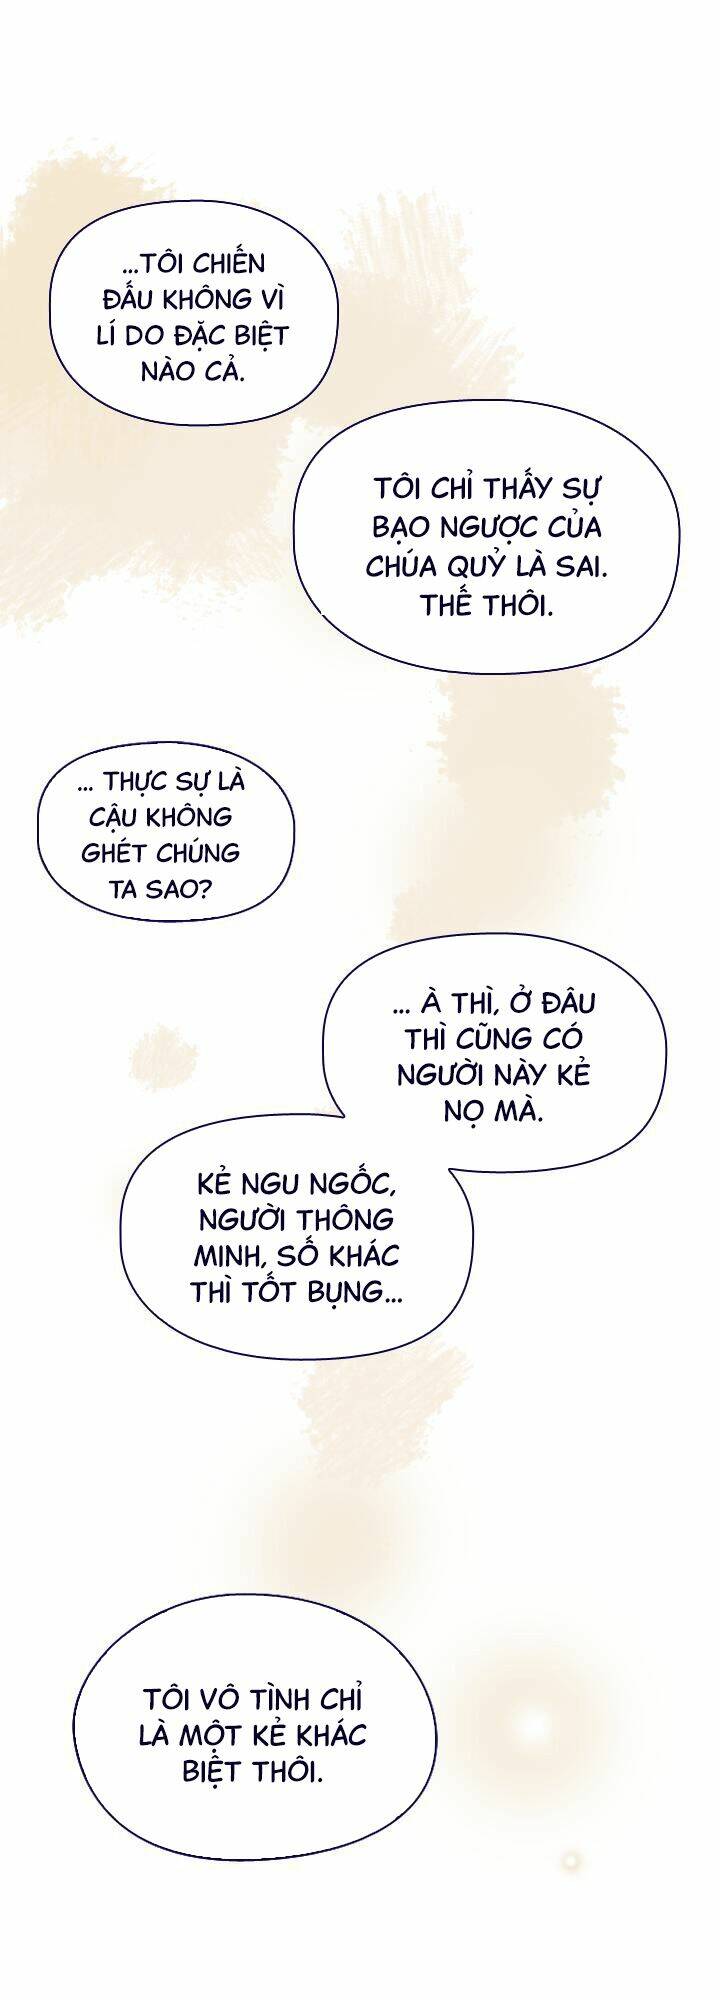 ...TÔI CHIẾN
ĐẤU KHÔNG VÌ
LÍ DO ĐẶC BIỆT
NÀO CẢ.
TÔI CHỈ THẤY SỰ
BẠO NGƯỢC CỦA
CHÚA QUỶ LÀ SAI.
THẾ THÔI.
... THỰC SỰ LÀ
CẬU KHÔNG
GHÉT CHÚNG
TA SAO?
... À THÌ, Ở ĐÂU
THÌ CŨNG CÓ
NGƯỜI NÀY KẺ
NỌ MÀ.
KẺ NGU NGỐC,
NGƯỜI THÔNG
MINH, SỐ KHÁC
THÌ TỐT BỤNG...
TÔI VÔ TÌNH CHỈ
LÀ MỘT KẺ KHÁC
BIỆT THÔI.